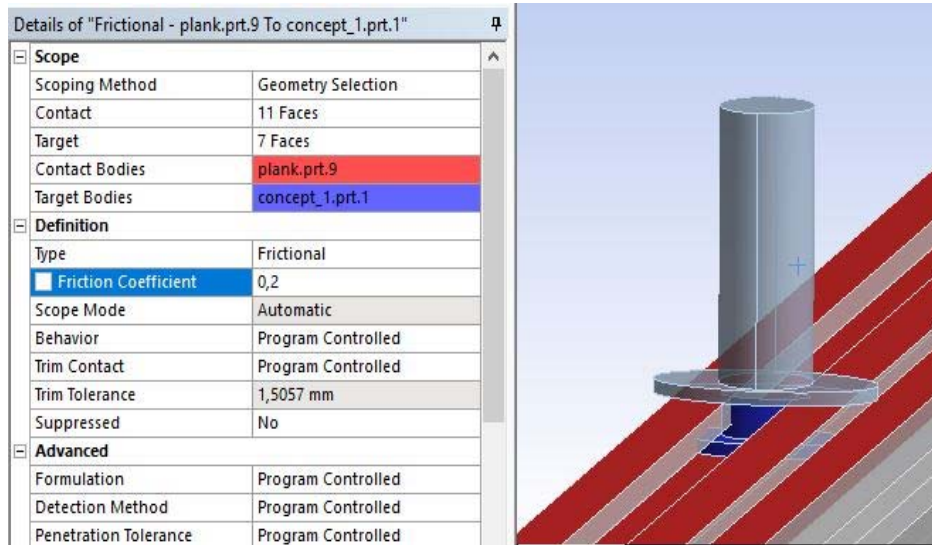 Details of "Frictional - plank.prt.9 To concept_1.prt.1"
Scope
Scoping Method Geometry Selection
Contact 11 Faces
Target 7 Faces
Contact Bodies plank.prt.9
Target Bodies concept_1.prt.1
Definition
Type Frictional
Friction Coefficient 0,2
Scope Mode Automatic
Behavior Program Controlled
Trim Contact Program Controlled
Trim Tolerance 1,5057 mm
Suppressed No
Advanced
Formulation Program Controlled
Detection Method Program Controlled
Penetration Tolerance Program Controlled